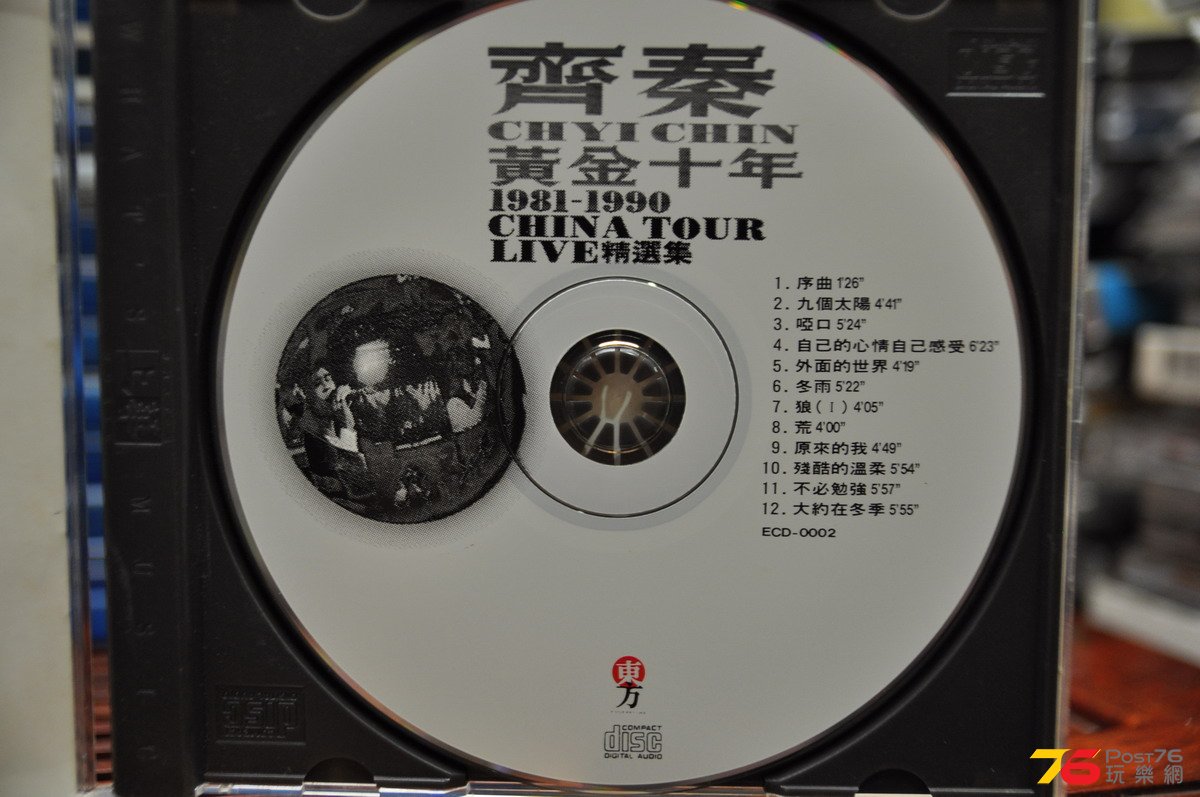 齊秦
CHYI CHIN
黃金十年
1981-1990
CHINA TOUR
LIVE精選集
1. 序曲 1'26"
2. 九個太陽 4'41"
3. 啞口 5'24"
4. 自己的心情自己感受 6'23"
5. 外面的世界 4'19"
6. 冬雨 5'22"
7. 狼(I) 4'05"
8. 荒 4'00"
9. 原來的我 4'49"
10. 殘酷的溫柔 5'54"
11. 不必勉強 5'57"
12. 大約在冬季 5'55"
ECD-0002
東方
COMPACT
disc
DIGITAL AUDIO
76 POST76
玩樂網